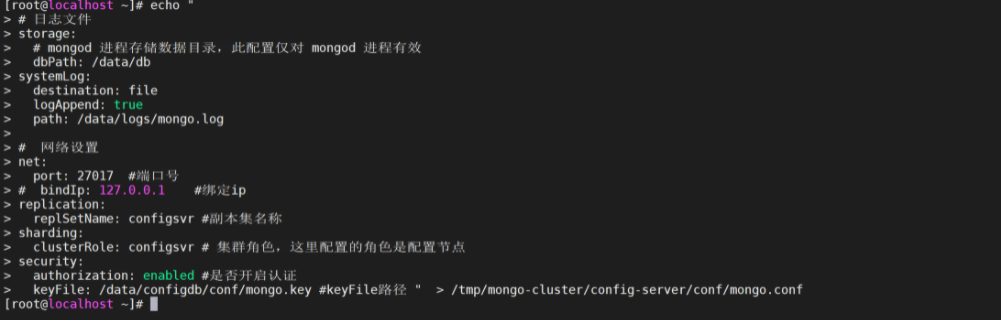 [root@localhost ~]# echo "
> # 日志文件
> storage:
>   # mongod 进程存储数据目录，此配置仅对 mongod 进程有效
>   dbPath: /data/db
> systemLog:
>   destination: file
>   logAppend: true
>   path: /data/logs/mongo.log
>
> #  网络设置
> net:
>   port: 27017  #端口号
> #  bindIp: 127.0.0.1    #绑定ip
> replication:
>   replSetName: configsvr #副本集名称
> sharding:
>   clusterRole: configsvr # 集群角色，这里配置的角色是配置节点
> security:
>   authorization: enabled #是否开启认证
>   keyFile: /data/configdb/conf/mongo.key #keyFile路径 "  > /tmp/mongo-cluster/config-server/conf/mongo.conf
[root@localhost ~]#